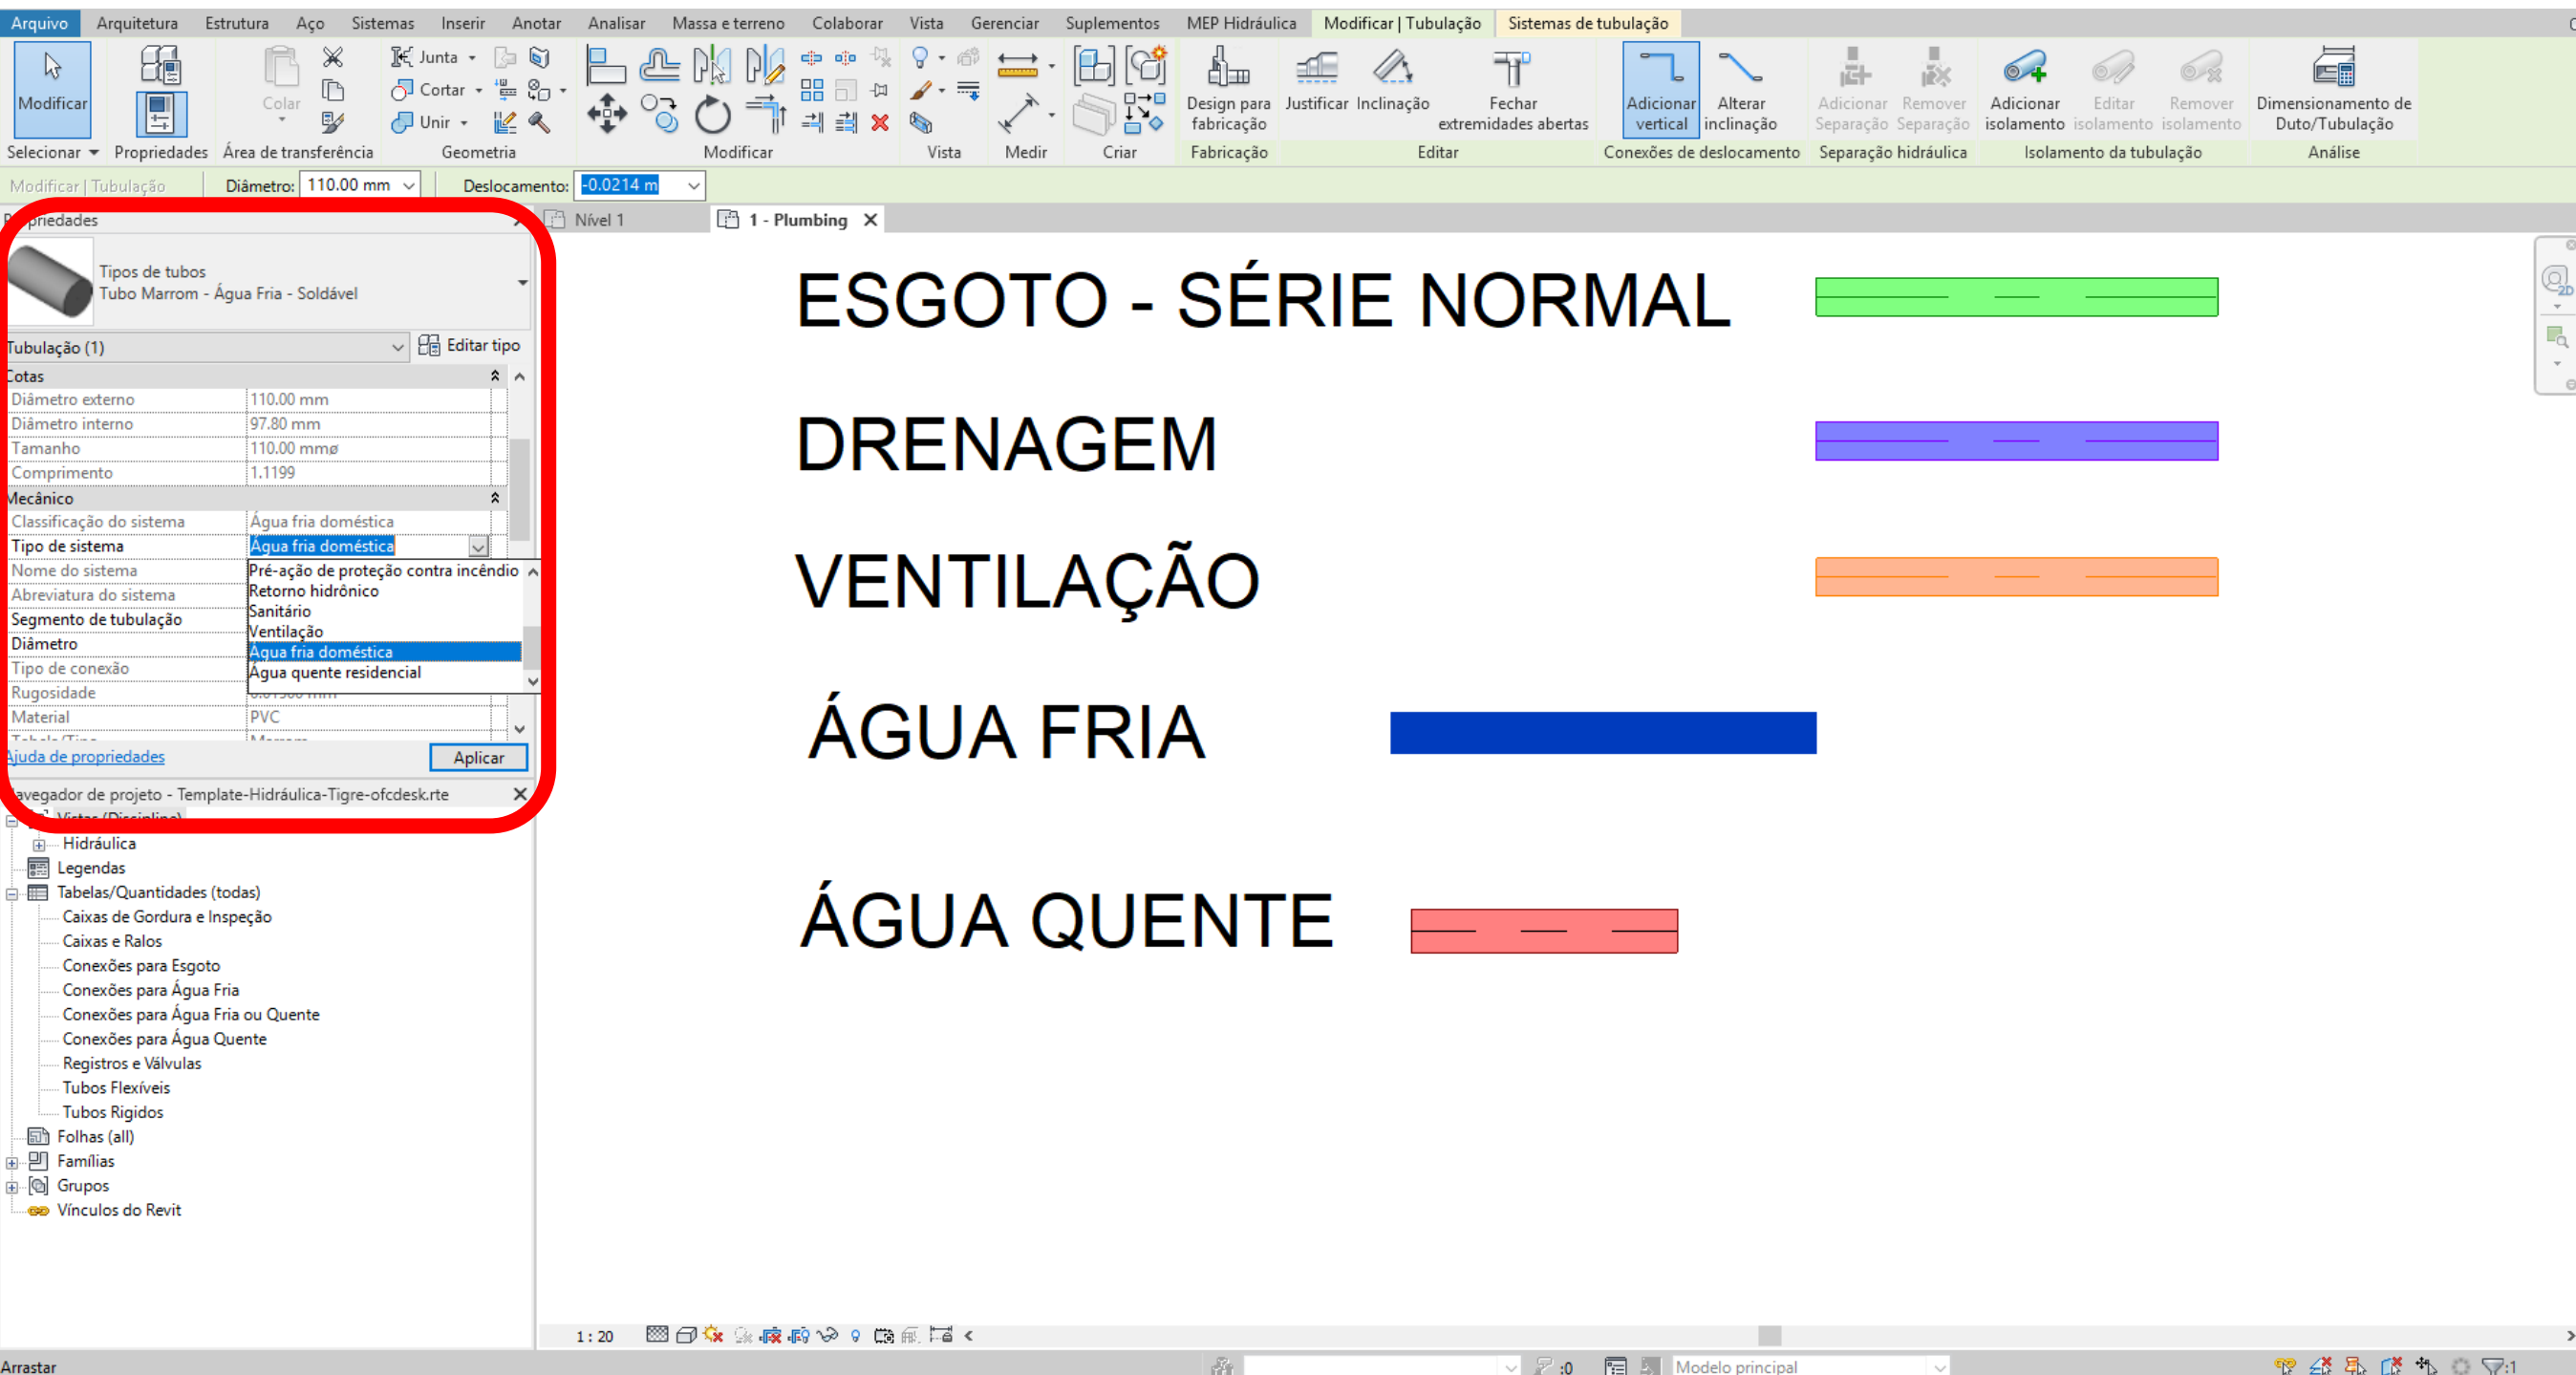 Arquivo Arquitetura Estrutura Aço Sistemas Inserir Anotar Analisar Massa e terreno Colaborar Vista Gerenciar Suplementos MEP Hidráulica Modificar | Tubulação Sistemas de tubulação
Modificar
Colar
Junta
Cortar
Unir
Design para fabricação
Justificar
Inclinação
Fechar extremidades abertas
Adicionar vertical
Alterar inclinação
Adicionar Separação
Remover Separação
Adicionar isolamento
Editar isolamento
Remover isolamento
Dimensionamento de Duto/Tubulação
Selecionar Propriedades Área de transferência Geometria Modificar Vista Medir Criar Fabricação Editar Conexões de deslocamento Separação hidráulica Isolamento da tubulação Análise
Modificar | Tubulação Diâmetro: 110.00 mm Deslocamento: -0.0214 m
Nível 1 1 - Plumbing X
Tipos de tubos
Tubo Marrom - Água Fria - Soldável
Tubulação (1) Editar tipo
Cotas
Diâmetro externo 110.00 mm
Diâmetro interno 97.80 mm
Tamanho 110.00 mmø
Comprimento 1.1199
Mecânico
Classificação do sistema Água fria doméstica
Tipo de sistema Água fria doméstica
Nome do sistema
Abreviatura do sistema
Segmento de tubulação
Diâmetro
Tipo de conexão
Rugosidade
Material PVC
Pré-ação de proteção contra incêndio
Retorno hidrônico
Sanitário
Ventilação
Água fria doméstica
Água quente residencial
Ajuda de propriedades Aplicar
de projeto - Template-Hidráulica-Tigre-ofcdesk.rte
Hidráulica
Legendas
Tabelas/Quantidades (todas)
Caixas de Gordura e Inspeção
Caixas e Ralos
Conexões para Esgoto
Conexões para Água Fria
Conexões para Água Fria ou Quente
Conexões para Água Quente
Registros e Válvulas
Tubos Flexíveis
Tubos Rigidos
Folhas (all)
Famílias
Grupos
Vínculos do Revit
ESGOTO - SÉRIE NORMAL
DRENAGEM
VENTILAÇÃO
ÁGUA FRIA
ÁGUA QUENTE
2D
1 : 20
Arrastar :0 Modelo principal :1